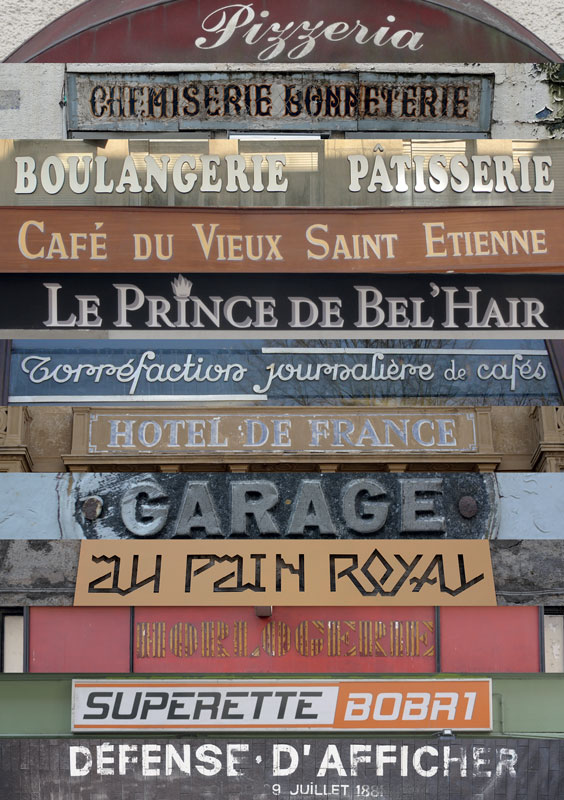 Pizzeria
CHEMISERIE BONNETERIE
BOULANGERIE PÂTISSERIE
CAFÉ DU VIEUX SAINT ETIENNE
LE PRINCE DE BEL'HAIR
Torréfaction journalière de cafés
HOTEL DE FRANCE
GARAGE
AU PAIN ROYAL
HORLOGERIE
SUPERETTE BOBR1
DÉFENSE · D'AFFICHER
9 JUILLET 1881